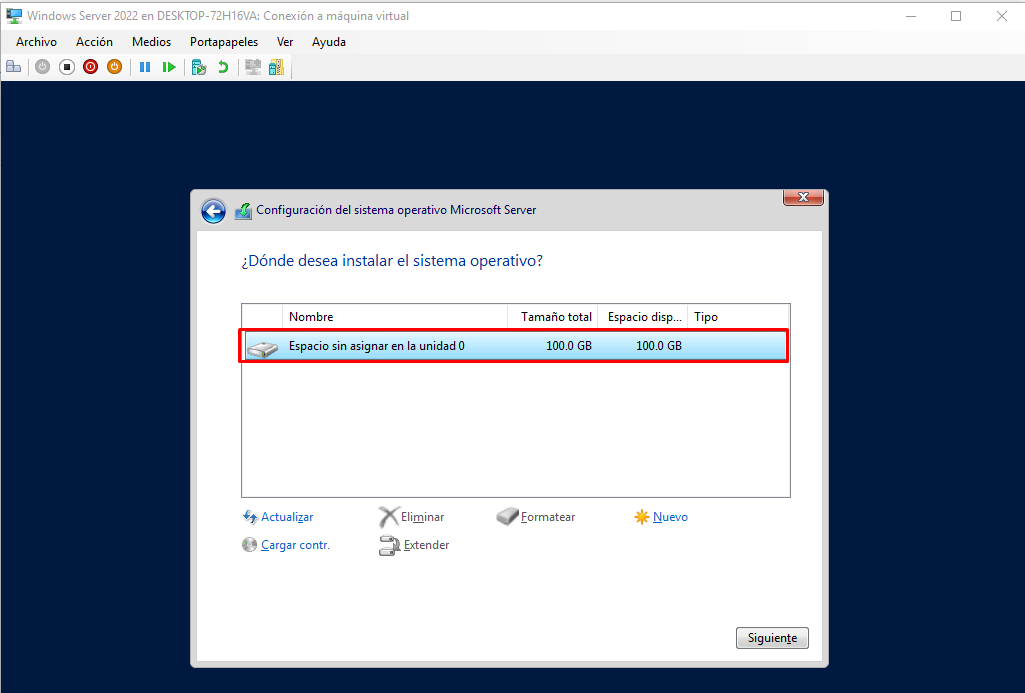 Windows Server 2022 en DESKTOP-72H16VA: Conexión a máquina virtual
Archivo Acción Medios Portapapeles Ver Ayuda
Configuración del sistema operativo Microsoft Server
¿Dónde desea instalar el sistema operativo?
Nombre Tamaño total Espacio disp... Tipo
Espacio sin asignar en la unidad 0 100.0 GB 100.0 GB
Actualizar Eliminar Formatear Nuevo
Cargar contr. Extender
Siguiente